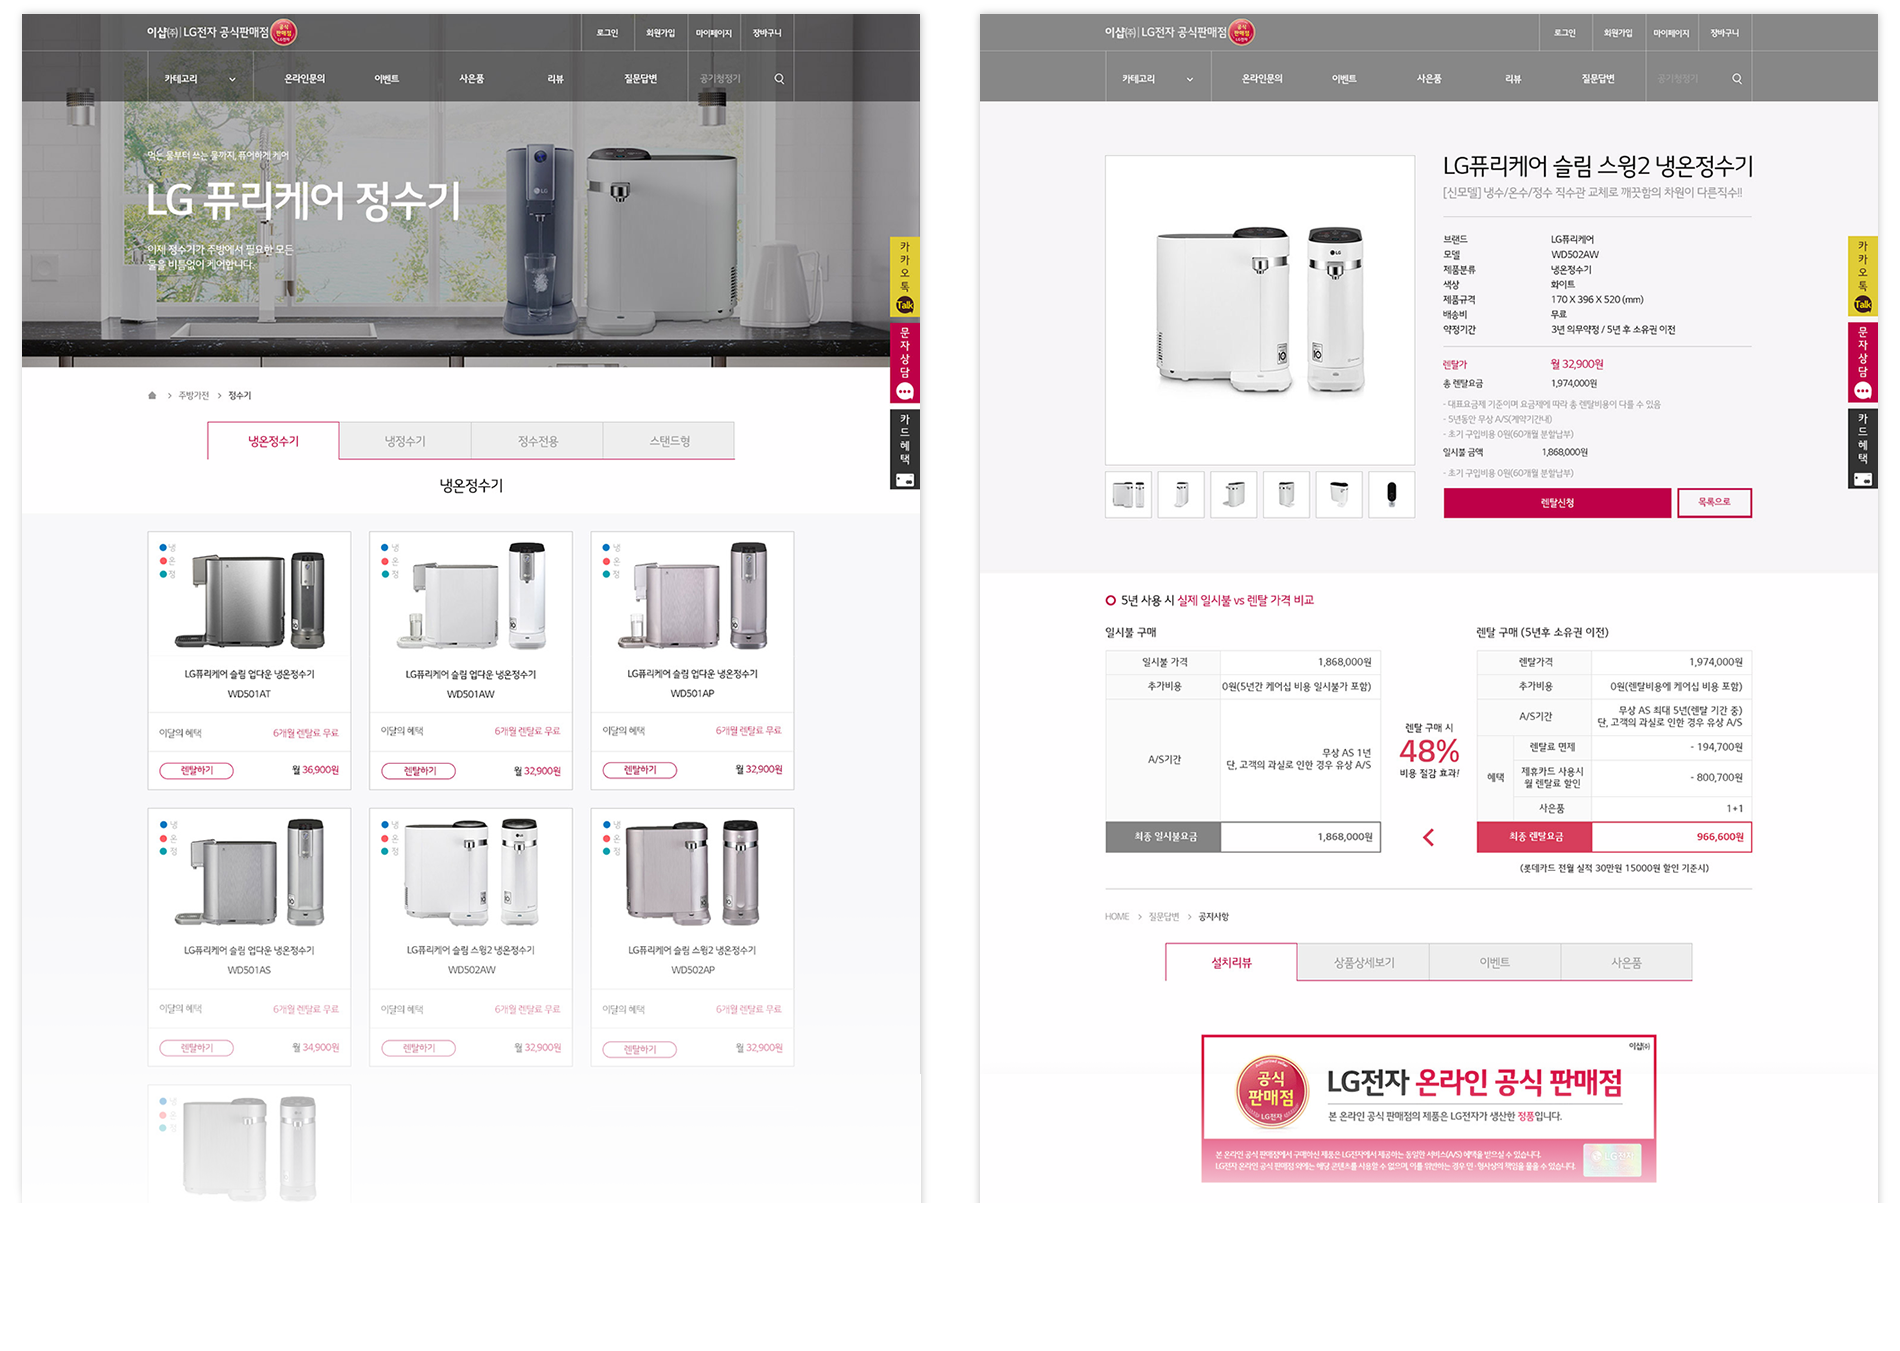 이샵㈜ | LG전자 공식판매점
공식
판매점
LG전자
로그인
회원가입
마이페이지
장바구니
카테고리
온라인문의
이벤트
사은품
리뷰
질문답변
공기청정기
먹는 물부터 쓰는 물까지, 퓨어하게 케어
LG 퓨리케어 정수기
이제 정수기가 주방에서 필요한 모든
물을 빈틈없이 케어합니다.
카카오톡
Talk
문자상담
카드혜택
주방가전 > 정수기
냉온정수기
냉정수기
정수전용
스탠드형
냉온정수기
냉
온
정
LG퓨리케어 슬림 업다운 냉온정수기
WD501AT
이달의 혜택
6개월 렌탈료 무료
렌탈하기
월 36,900원
냉
온
정
LG퓨리케어 슬림 업다운 냉온정수기
WD501AW
이달의 혜택
6개월 렌탈료 무료
렌탈하기
월 32,900원
냉
온
정
LG퓨리케어 슬림 업다운 냉온정수기
WD501AP
이달의 혜택
6개월 렌탈료 무료
렌탈하기
월 32,900원
냉
온
정
LG퓨리케어 슬림 업다운 냉온정수기
WD501AS
이달의 혜택
6개월 렌탈료 무료
렌탈하기
월 34,900원
냉
온
정
LG퓨리케어 슬림 스윙2 냉온정수기
WD502AW
이달의 혜택
6개월 렌탈료 무료
렌탈하기
월 32,900원
냉
온
정
LG퓨리케어 슬림 스윙2 냉온정수기
WD502AP
이달의 혜택
6개월 렌탈료 무료
렌탈하기
월 32,900원
냉
온
정
이샵㈜ | LG전자 공식판매점
공식
판매점
LG전자
로그인
회원가입
마이페이지
장바구니
카테고리
온라인문의
이벤트
사은품
리뷰
질문답변
공기청정기
LG퓨리케어 슬림 스윙2 냉온정수기
[신모델] 냉수/온수/정수 직수관 교체로 깨끗함의 차원이 다른직수!!
브랜드 LG퓨리케어
모델 WD502AW
제품분류 냉온정수기
색상 화이트
제품규격 170 X 396 X 520 (mm)
배송비 무료
약정기간 3년 의무약정 / 5년 후 소유권 이전
렌탈가 월 32,900원
총 렌탈요금 1,974,000원
- 대표요금제 기준이며 요금제에 따라 총 렌탈비용이 다를 수 있음
- 5년동안 무상 A/S(계약기간내)
- 초기 구입비용 0원(60개월 분할납부)
일시불 금액 1,868,000원
- 초기 구입비용 0원(60개월 분할납부)
렌탈신청
목록으로
카카오톡
Talk
문자상담
카드혜택
5년 사용 시 실제 일시불 vs 렌탈 가격 비교
일시불 구매
일시불 가격 1,868,000원
추가비용 0원(5년간 케어십 비용 일시불가 포함)
A/S기간
무상 AS 1년
단, 고객의 과실로 인한 경우 유상 A/S
최종 일시불요금 1,868,000원
렌탈 구매 시
48%
비용 절감 효과!
렌탈 구매 (5년후 소유권 이전)
렌탈가격 1,974,000원
추가비용 0원(렌탈비용에 케어십 비용 포함)
A/S기간
무상 AS 최대 5년(렌탈 기간 중)
단, 고객의 과실로 인한 경우 유상 A/S
혜택
렌탈료 면제 - 194,700원
제휴카드 사용시
월 렌탈료 할인
- 800,700원
사은품 1+1
최종 렌탈요금 966,600원
(롯데카드 전월 실적 30만원 15000원 할인 기준시)
HOME > 질문답변 > 공지사항
설치리뷰
상품상세보기
이벤트
사은품
이샵㈜
공식
판매점
LG전자
LG전자 온라인 공식 판매점
본 온라인 공식 판매점의 제품은 LG전자가 생산한 정품입니다.
본 온라인 공식 판매점에서 구매하신 제품은 LG전자에서 제공하는 동일한 서비스(A/S) 혜택을 받으실 수 있습니다.
LG전자 온라인 공식 판매점 외에는 해당 콘텐츠를 사용할 수 없으며, 이를 위반하는 경우 민·형사상의 책임을 물을 수 있습니다.
LG전자